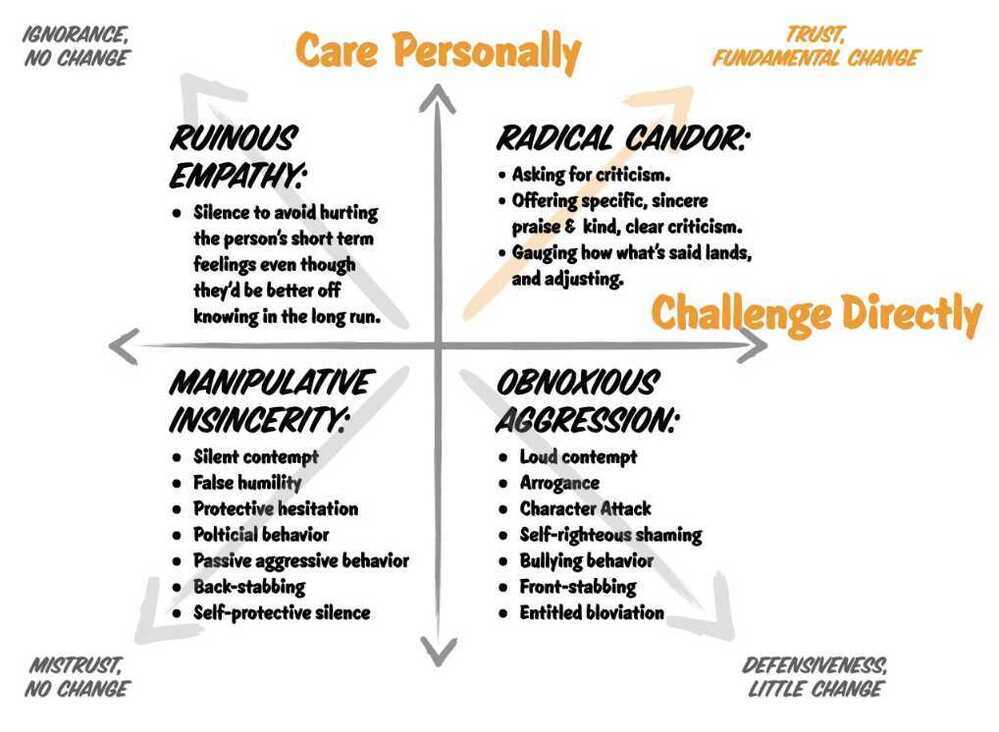 IGNORANCE,
NO CHANGE
Care Personally
TRUST,
FUNDAMENTAL CHANGE
RUINOUS
EMPATHY:
• Silence to avoid hurting
the person's short term
feelings even though
they'd be better off
knowing in the long run.
RADICAL CANDOR:
• Asking for criticism.
• Offering specific, sincere
praise & kind, clear criticism.
• Gauging how what's said lands,
and adjusting.
Challenge Directly
MANIPULATIVE
INSINCERITY:
• Silent contempt
• False humility
• Protective hesitation
• Polticial behavior
• Passive aggressive behavior
• Back-stabbing
• Self-protective silence
OBNOXIOUS
AGGRESSION:
• Loud contempt
• Arrogance
• Character Attack
• Self-righteous shaming
• Bullying behavior
• Front-stabbing
• Entitled bloviation
MISTRUST,
NO CHANGE
DEFENSIVENESS,
LITTLE CHANGE